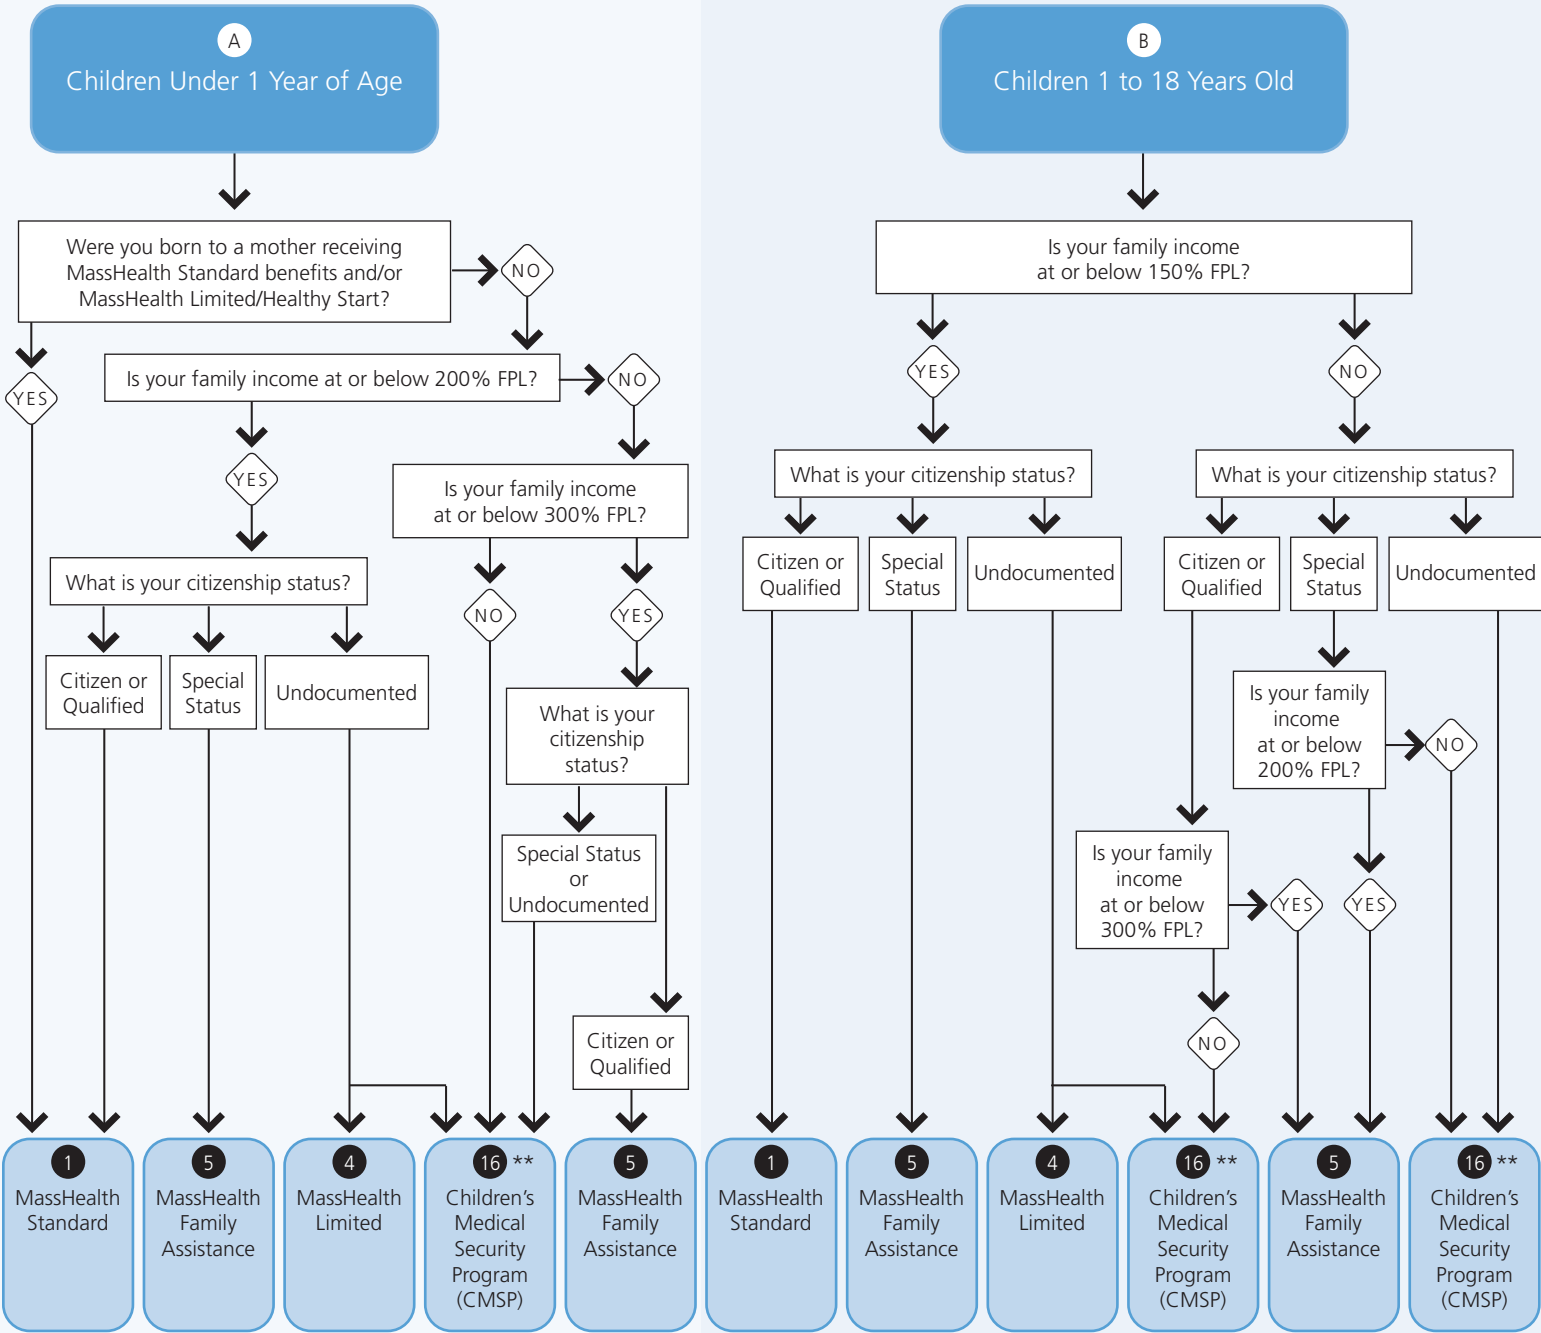 A
Children Under 1 Year of Age
Were you born to a mother receiving
MassHealth Standard benefits and/or
MassHealth Limited/Healthy Start?
NO
YES
Is your family income at or below 200% FPL?
NO
YES
Is your family income
at or below 300% FPL?
What is your citizenship status?
NO
YES
Citizen or
Qualified
Special
Status
Undocumented
What is your
citizenship
status?
Special Status
or
Undocumented
Citizen or
Qualified
1
MassHealth
Standard
5
MassHealth
Family
Assistance
4
MassHealth
Limited
16 **
Children's
Medical
Security
Program
(CMSP)
5
MassHealth
Family
Assistance
B
Children 1 to 18 Years Old
Is your family income
at or below 150% FPL?
YES
NO
What is your citizenship status?
What is your citizenship status?
Citizen or
Qualified
Special
Status
Undocumented
Citizen or
Qualified
Special
Status
Undocumented
Is your family
income
at or below
200% FPL?
NO
Is your family
income
at or below
300% FPL?
YES
YES
NO
1
MassHealth
Standard
5
MassHealth
Family
Assistance
4
MassHealth
Limited
16 **
Children's
Medical
Security
Program
(CMSP)
5
MassHealth
Family
Assistance
16 **
Children's
Medical
Security
Program
(CMSP)